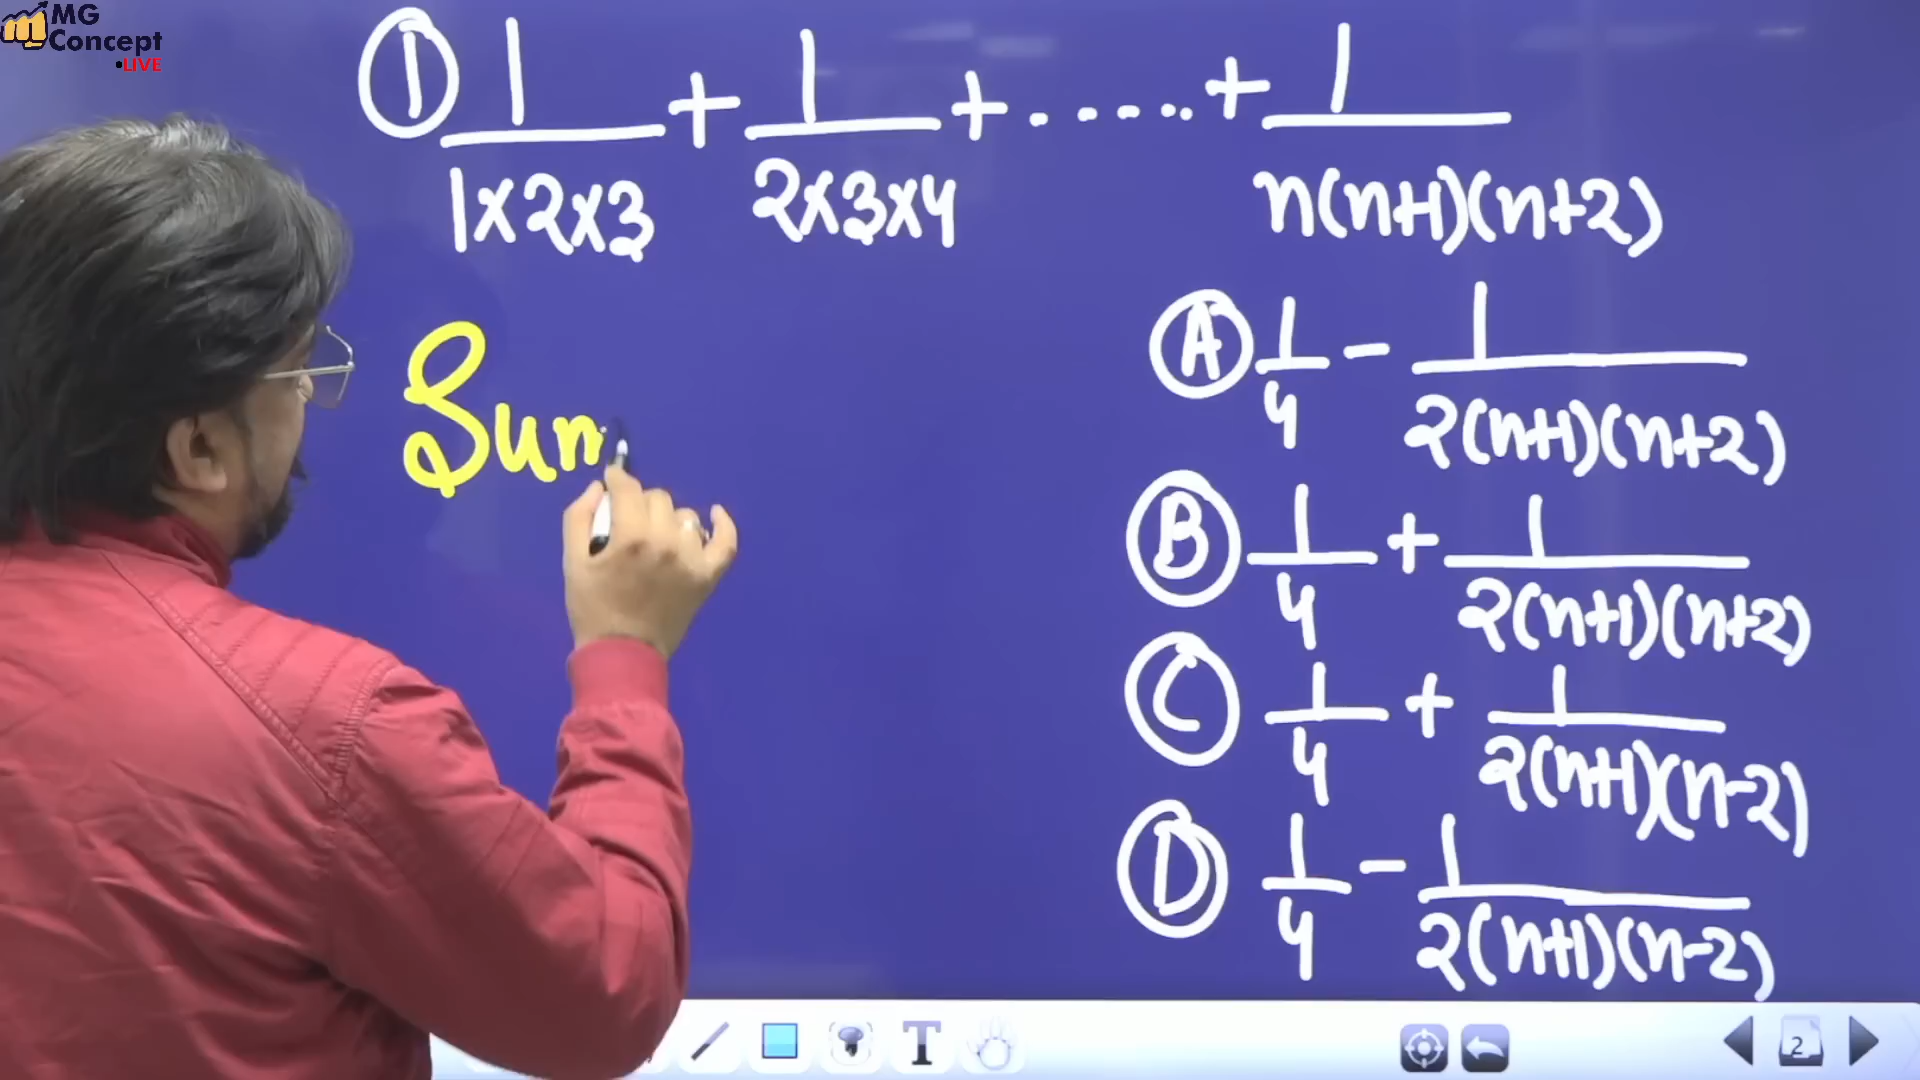 MG
Concept
•LIVE
① 1/(1×2×3) + 1/(2×3×4) + ..... + 1/(n(n+1)(n+2))
Sum
Ⓐ 1/4 - 1/(2(n+1)(n+2))
Ⓑ 1/4 + 1/(2(n+1)(n+2))
Ⓒ 1/4 + 1/(2(n+1)(n-2))
Ⓓ 1/4 - 1/(2(n+1)(n-2))
T
2